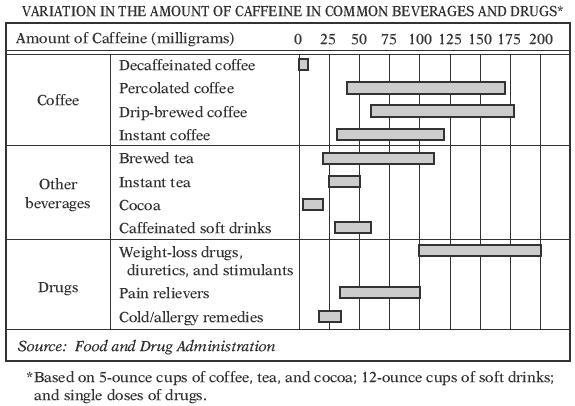 VARIATION IN THE AMOUNT OF CAFFEINE IN COMMON BEVERAGES AND DRUGS*
Amount of Caffeine (milligrams) 0 25 50 75 100 125 150 175 200
Coffee
Decaffeinated coffee
Percolated coffee
Drip-brewed coffee
Instant coffee
Other
beverages
Brewed tea
Instant tea
Cocoa
Caffeinated soft drinks
Drugs
Weight-loss drugs,
diuretics, and stimulants
Pain relievers
Cold/allergy remedies
Source: Food and Drug Administration
*Based on 5-ounce cups of coffee, tea, and cocoa; 12-ounce cups of soft drinks;
and single doses of drugs.